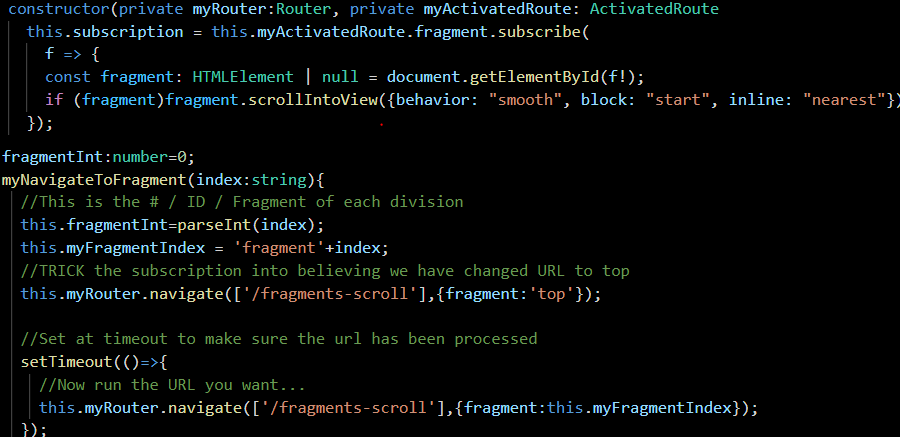 constructor(private myRouter:Router, private myActivatedRoute: ActivatedRoute
this.subscription = this.myActivatedRoute.fragment.subscribe(
f => {
const fragment: HTMLElement | null = document.getElementById(f!);
if (fragment)fragment.scrollIntoView({behavior: "smooth", block: "start", inline: "nearest"})
});
fragmentInt:number=0;
myNavigateToFragment(index:string){
//This is the # / ID / Fragment of each division
this.fragmentInt=parseInt(index);
this.myFragmentIndex = 'fragment'+index;
//TRICK the subscription into believing we have changed URL to top
this.myRouter.navigate(['/fragments-scroll'],{fragment:'top'});
//Set at timeout to make sure the url has been processed
setTimeout(()=>{
//Now run the URL you want...
this.myRouter.navigate(['/fragments-scroll'],{fragment:this.myFragmentIndex});
});